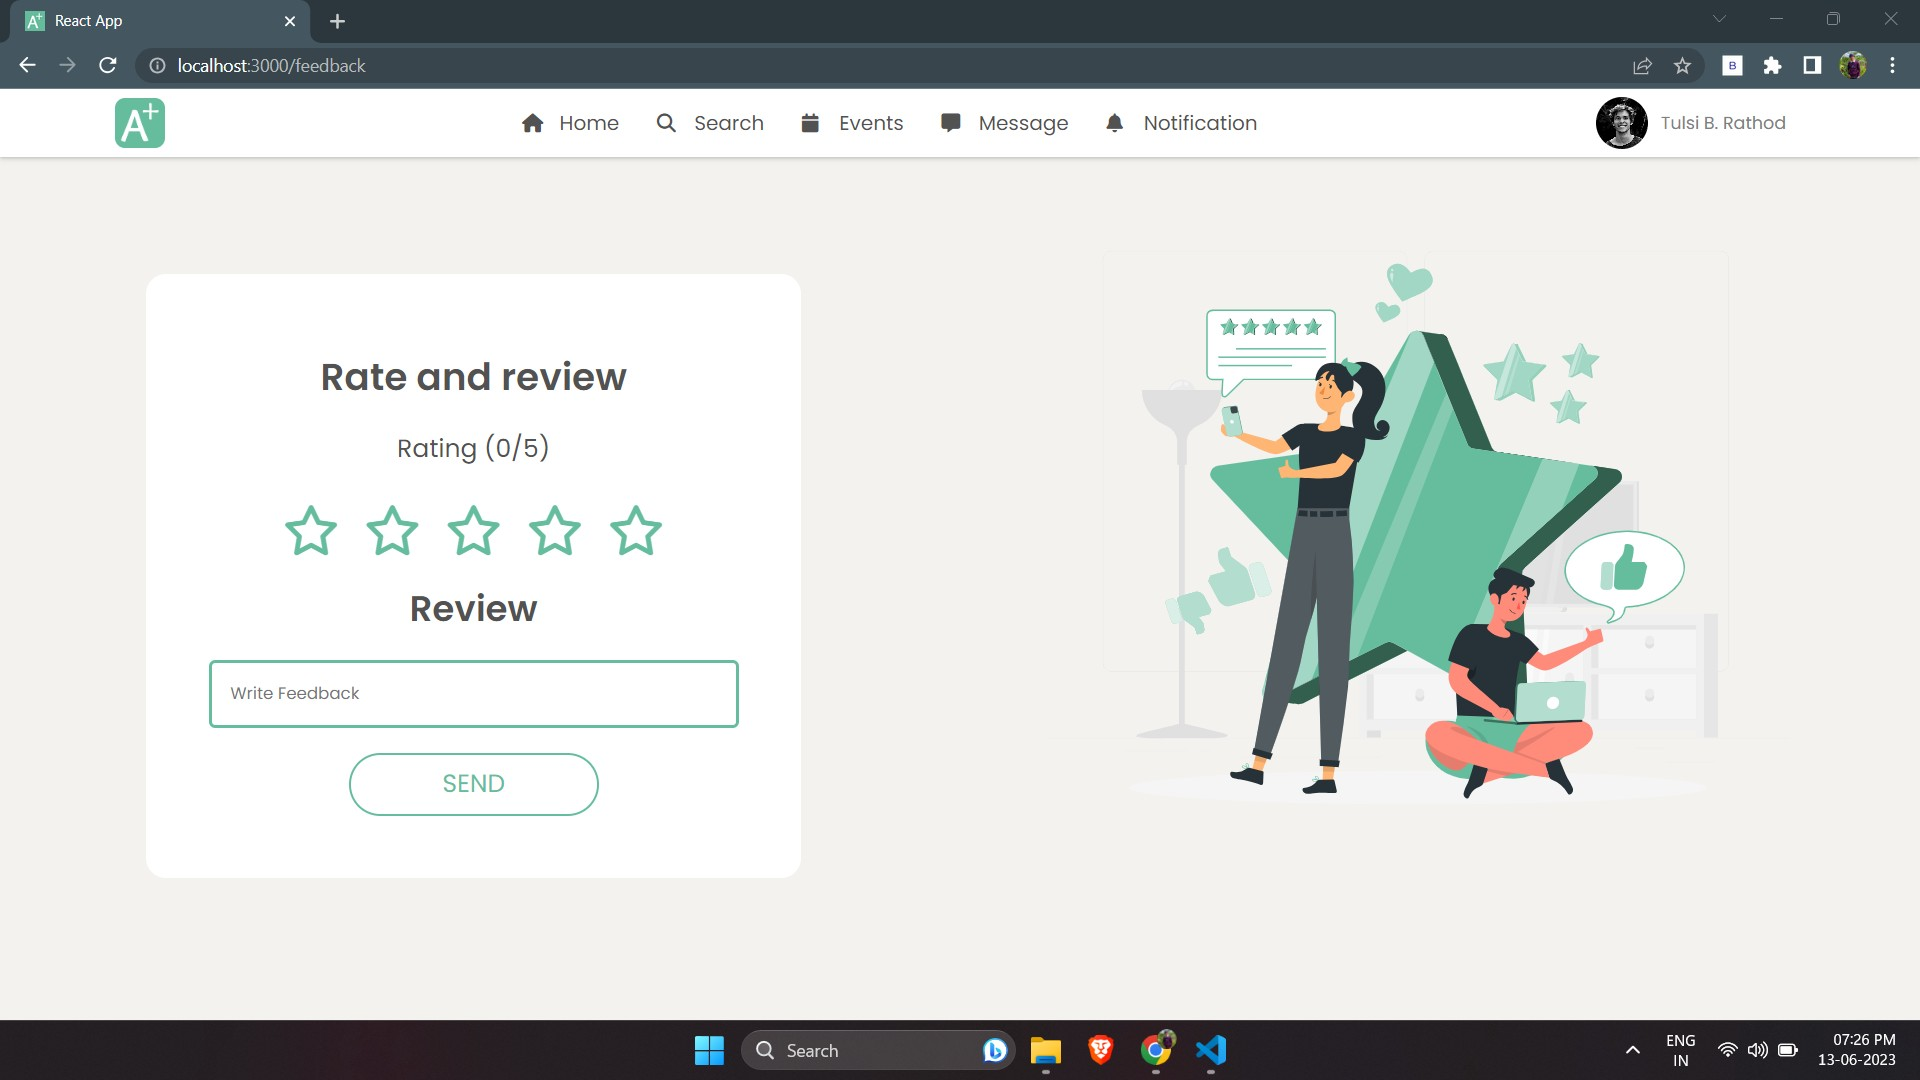 A+ React App
localhost:3000/feedback
B
A+ Home Search Events Message Notification Tulsi B. Rathod
Rate and review
Rating (0/5)
Review
Write Feedback
SEND
Search
ENG
IN
07:26 PM
13-06-2023